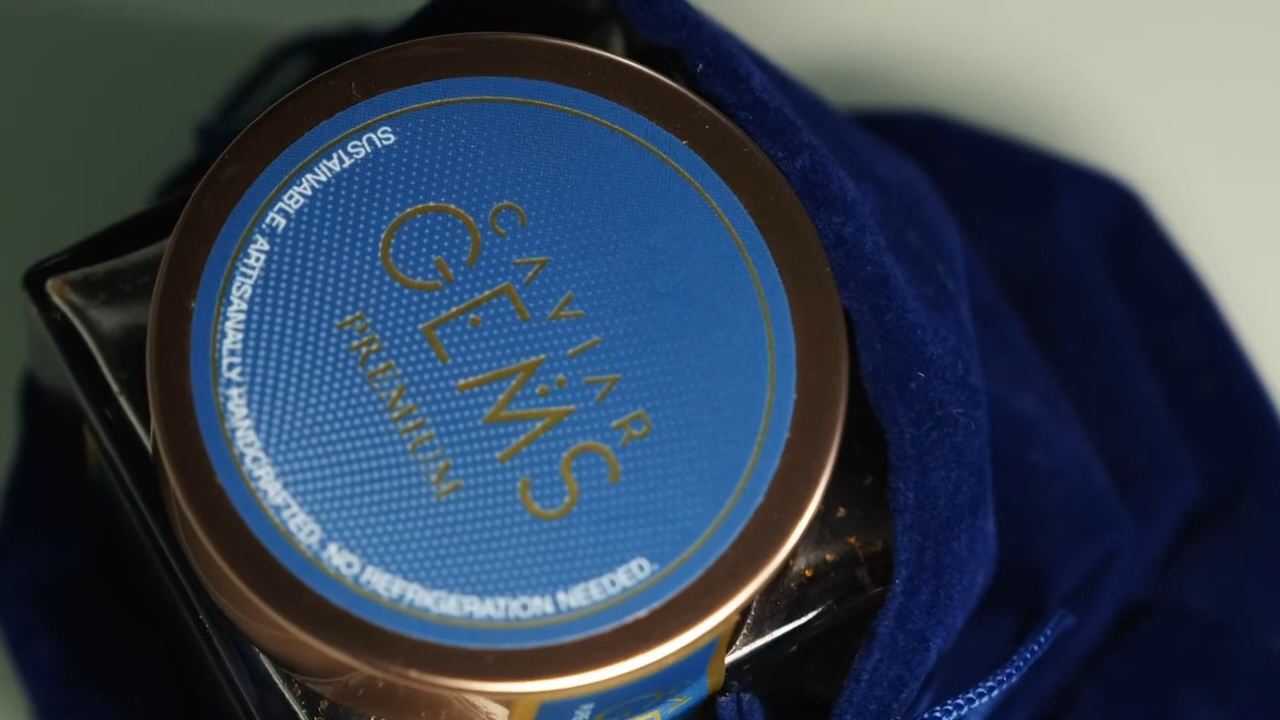 CAVIAR
GEMS
PREMIUM
SUSTAINABLE. ARTISANALLY HANDCRAFTED. NO REFRIGERATION NEEDED.